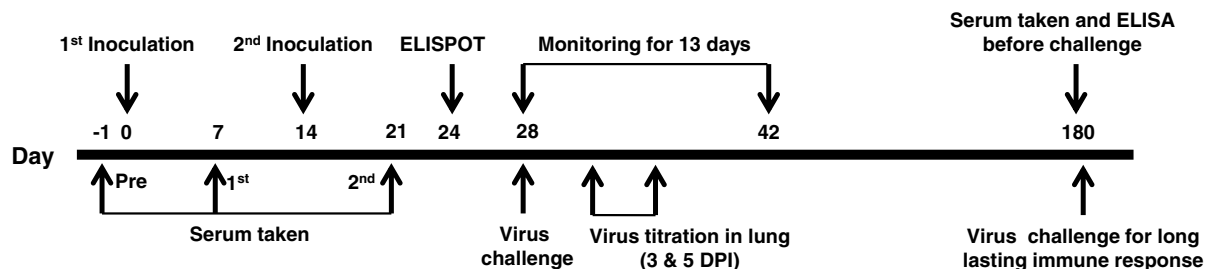 Serum taken and ELISA
before challenge
1st Inoculation
2nd Inoculation
ELISPOT
Monitoring for 13 days
-1 0 7 14 21 24 28 42 180
Day
Pre
1st
2nd
Serum taken
Virus
challenge
Virus titration in lung
(3 & 5 DPI)
Virus challenge for long
lasting immune response